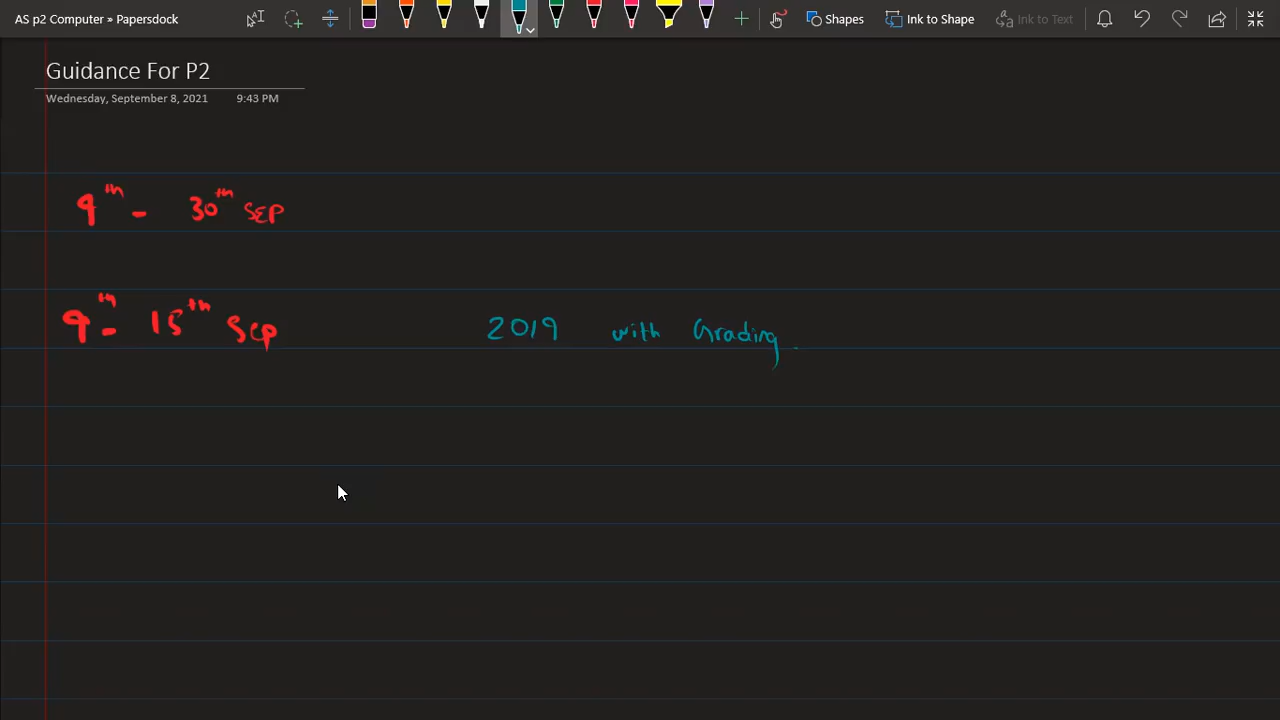 AS p2 Computer » Papersdock
Shapes
Ink to Shape
Ink to Text
Guidance For P2
Wednesday, September 8, 2021 9:43 PM
9th - 30th SEP
9th - 15th Sep 2019 with Grading